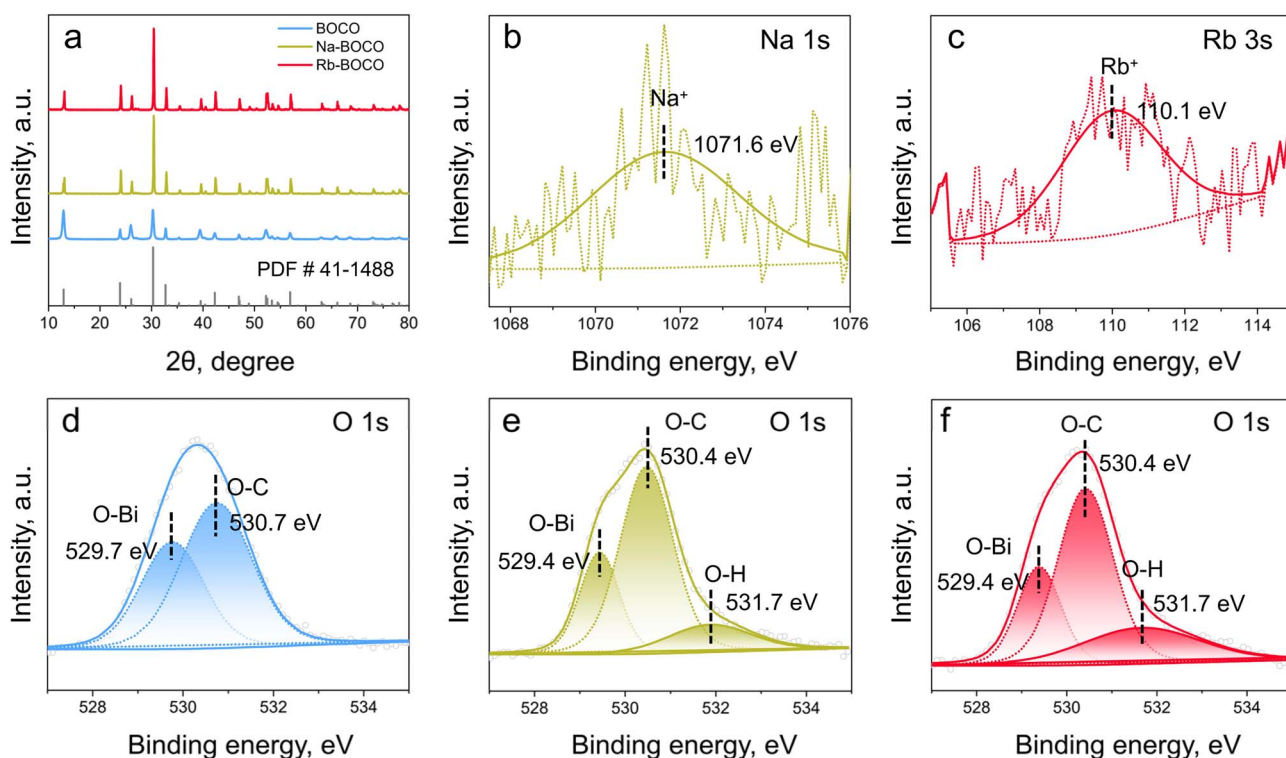 a
BOCO
Na-BOCO
Rb-BOCO
PDF # 41-1488
Intensity, a.u.
10 20 30 40 50 60 70 80
2θ, degree
b
Na 1s
Na⁺
1071.6 eV
Intensity, a.u.
1068 1070 1072 1074 1076
Binding energy, eV
c
Rb 3s
Rb⁺
110.1 eV
Intensity, a.u.
106 108 110 112 114
Binding energy, eV
d
O 1s
O-C
530.7 eV
O-Bi
529.7 eV
Intensity, a.u.
528 530 532 534
Binding energy, eV
e
O 1s
O-C
530.4 eV
O-Bi
529.4 eV
O-H
531.7 eV
Intensity, a.u.
528 530 532 534
Binding energy, eV
f
O 1s
O-C
530.4 eV
O-Bi
529.4 eV
O-H
531.7 eV
Intensity, a.u.
528 530 532 534
Binding energy, eV